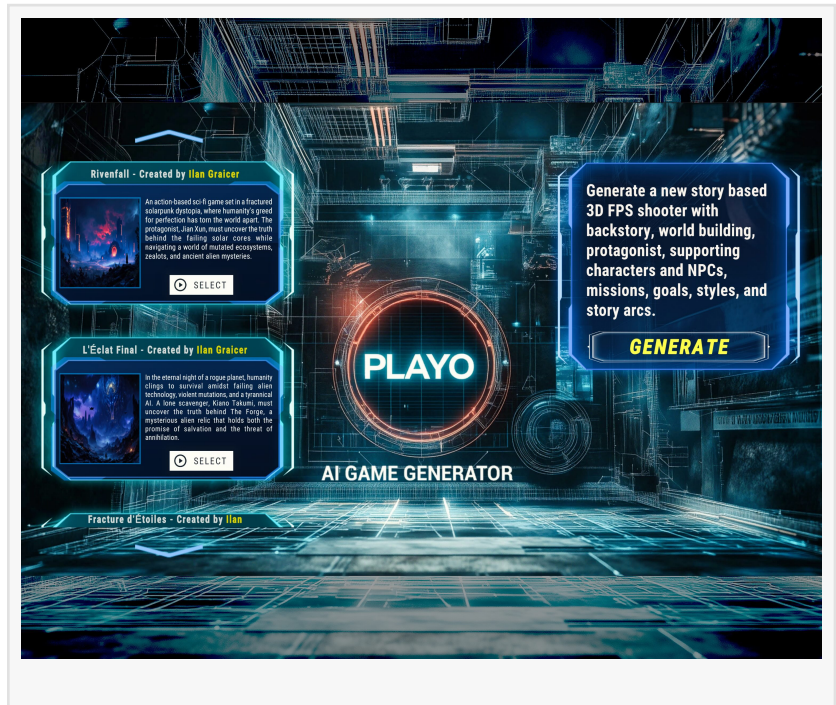 Rivenfall - Created by Ilan Graicer
An action-based sci-fi game set in a fractured
solarpunk dystopia, where humanity's greed
for perfection has torn the world apart. The
protagonist, Jian Xun, must uncover the truth
behind the failing solar cores while
navigating a world of mutated ecosystems,
zealots, and ancient alien mysteries.
SELECT
L'Éclat Final - Created by Ilan Graicer
In the eternal night of a rogue planet, humanity
clings to survival amidst failing alien
technology, violent mutations, and a tyrannical
AI. A lone scavenger, Kiano Takumi, must
uncover the truth behind The Forge, a
mysterious alien relic that holds both the
promise of salvation and the threat of
annihilation.
SELECT
Fracture d'Étoiles - Created by Ilan
PLAYO
AI GAME GENERATOR
Generate a new story based
3D FPS shooter with
backstory, world building,
protagonist, supporting
characters and NPCs,
missions, goals, styles, and
story arcs.
GENERATE